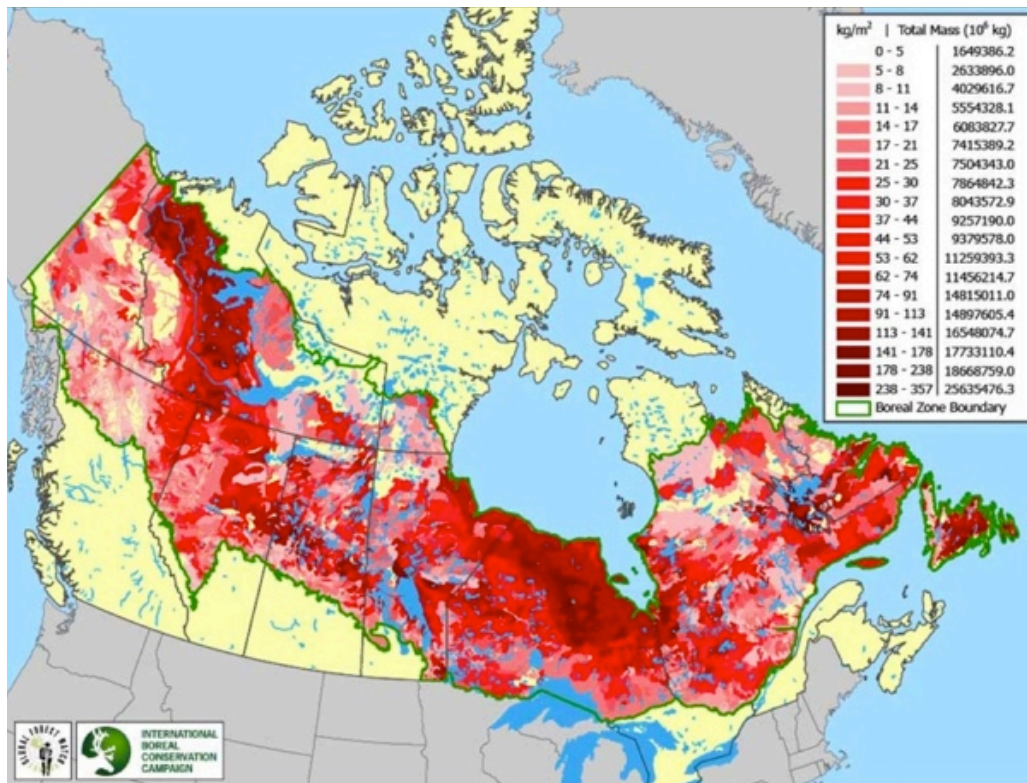 kg/m² | Total Mass (10⁶ kg)
0 - 5 1649386.2
5 - 8 2633896.0
8 - 11 4029616.7
11 - 14 5554328.1
14 - 17 6083827.7
17 - 21 7415389.2
21 - 25 7504343.0
25 - 30 7864842.3
30 - 37 8043572.9
37 - 44 9257190.0
44 - 53 9379578.0
53 - 62 11259393.3
62 - 74 11456214.7
74 - 91 14815011.0
91 - 113 14897605.4
113 - 141 16548074.7
141 - 178 17733110.4
178 - 238 18668759.0
238 - 357 25635476.3
Boreal Zone Boundary
GLOBAL FOREST WATCH
INTERNATIONAL
BOREAL
CONSERVATION
CAMPAIGN